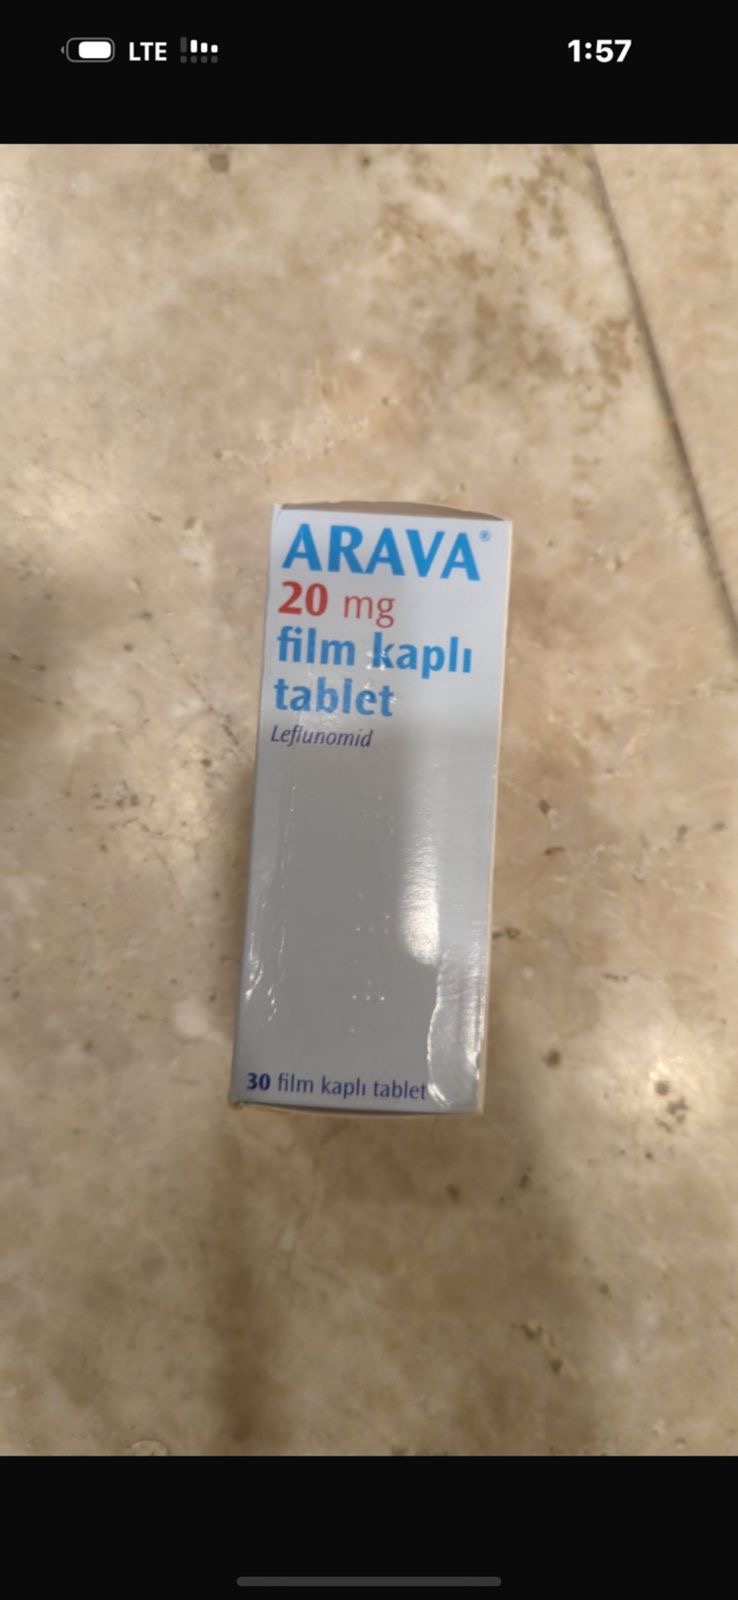 LTE 1:57
ARAVA®
20 mg
film kaplı
tablet
Leflunomid
30 film kaplı tablet